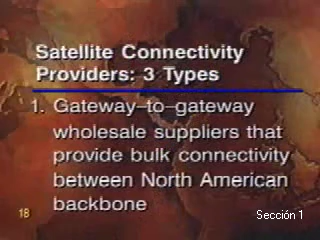 Satellite Connectivity
Providers: 3 Types
1. Gateway–to–gateway
wholesale suppliers that
provide bulk connectivity
between North American
backbone
18
Sección 1